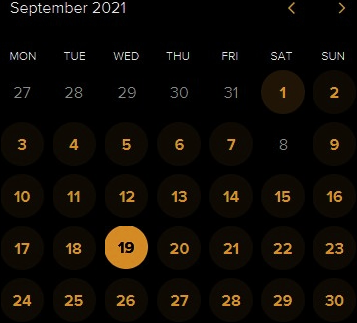 September 2021
MON TUE WED THU FRI SAT SUN
27 28 29 30 31 1 2
3 4 5 6 7 8 9
10 11 12 13 14 15 16
17 18 19 20 21 22 23
24 25 26 27 28 29 30